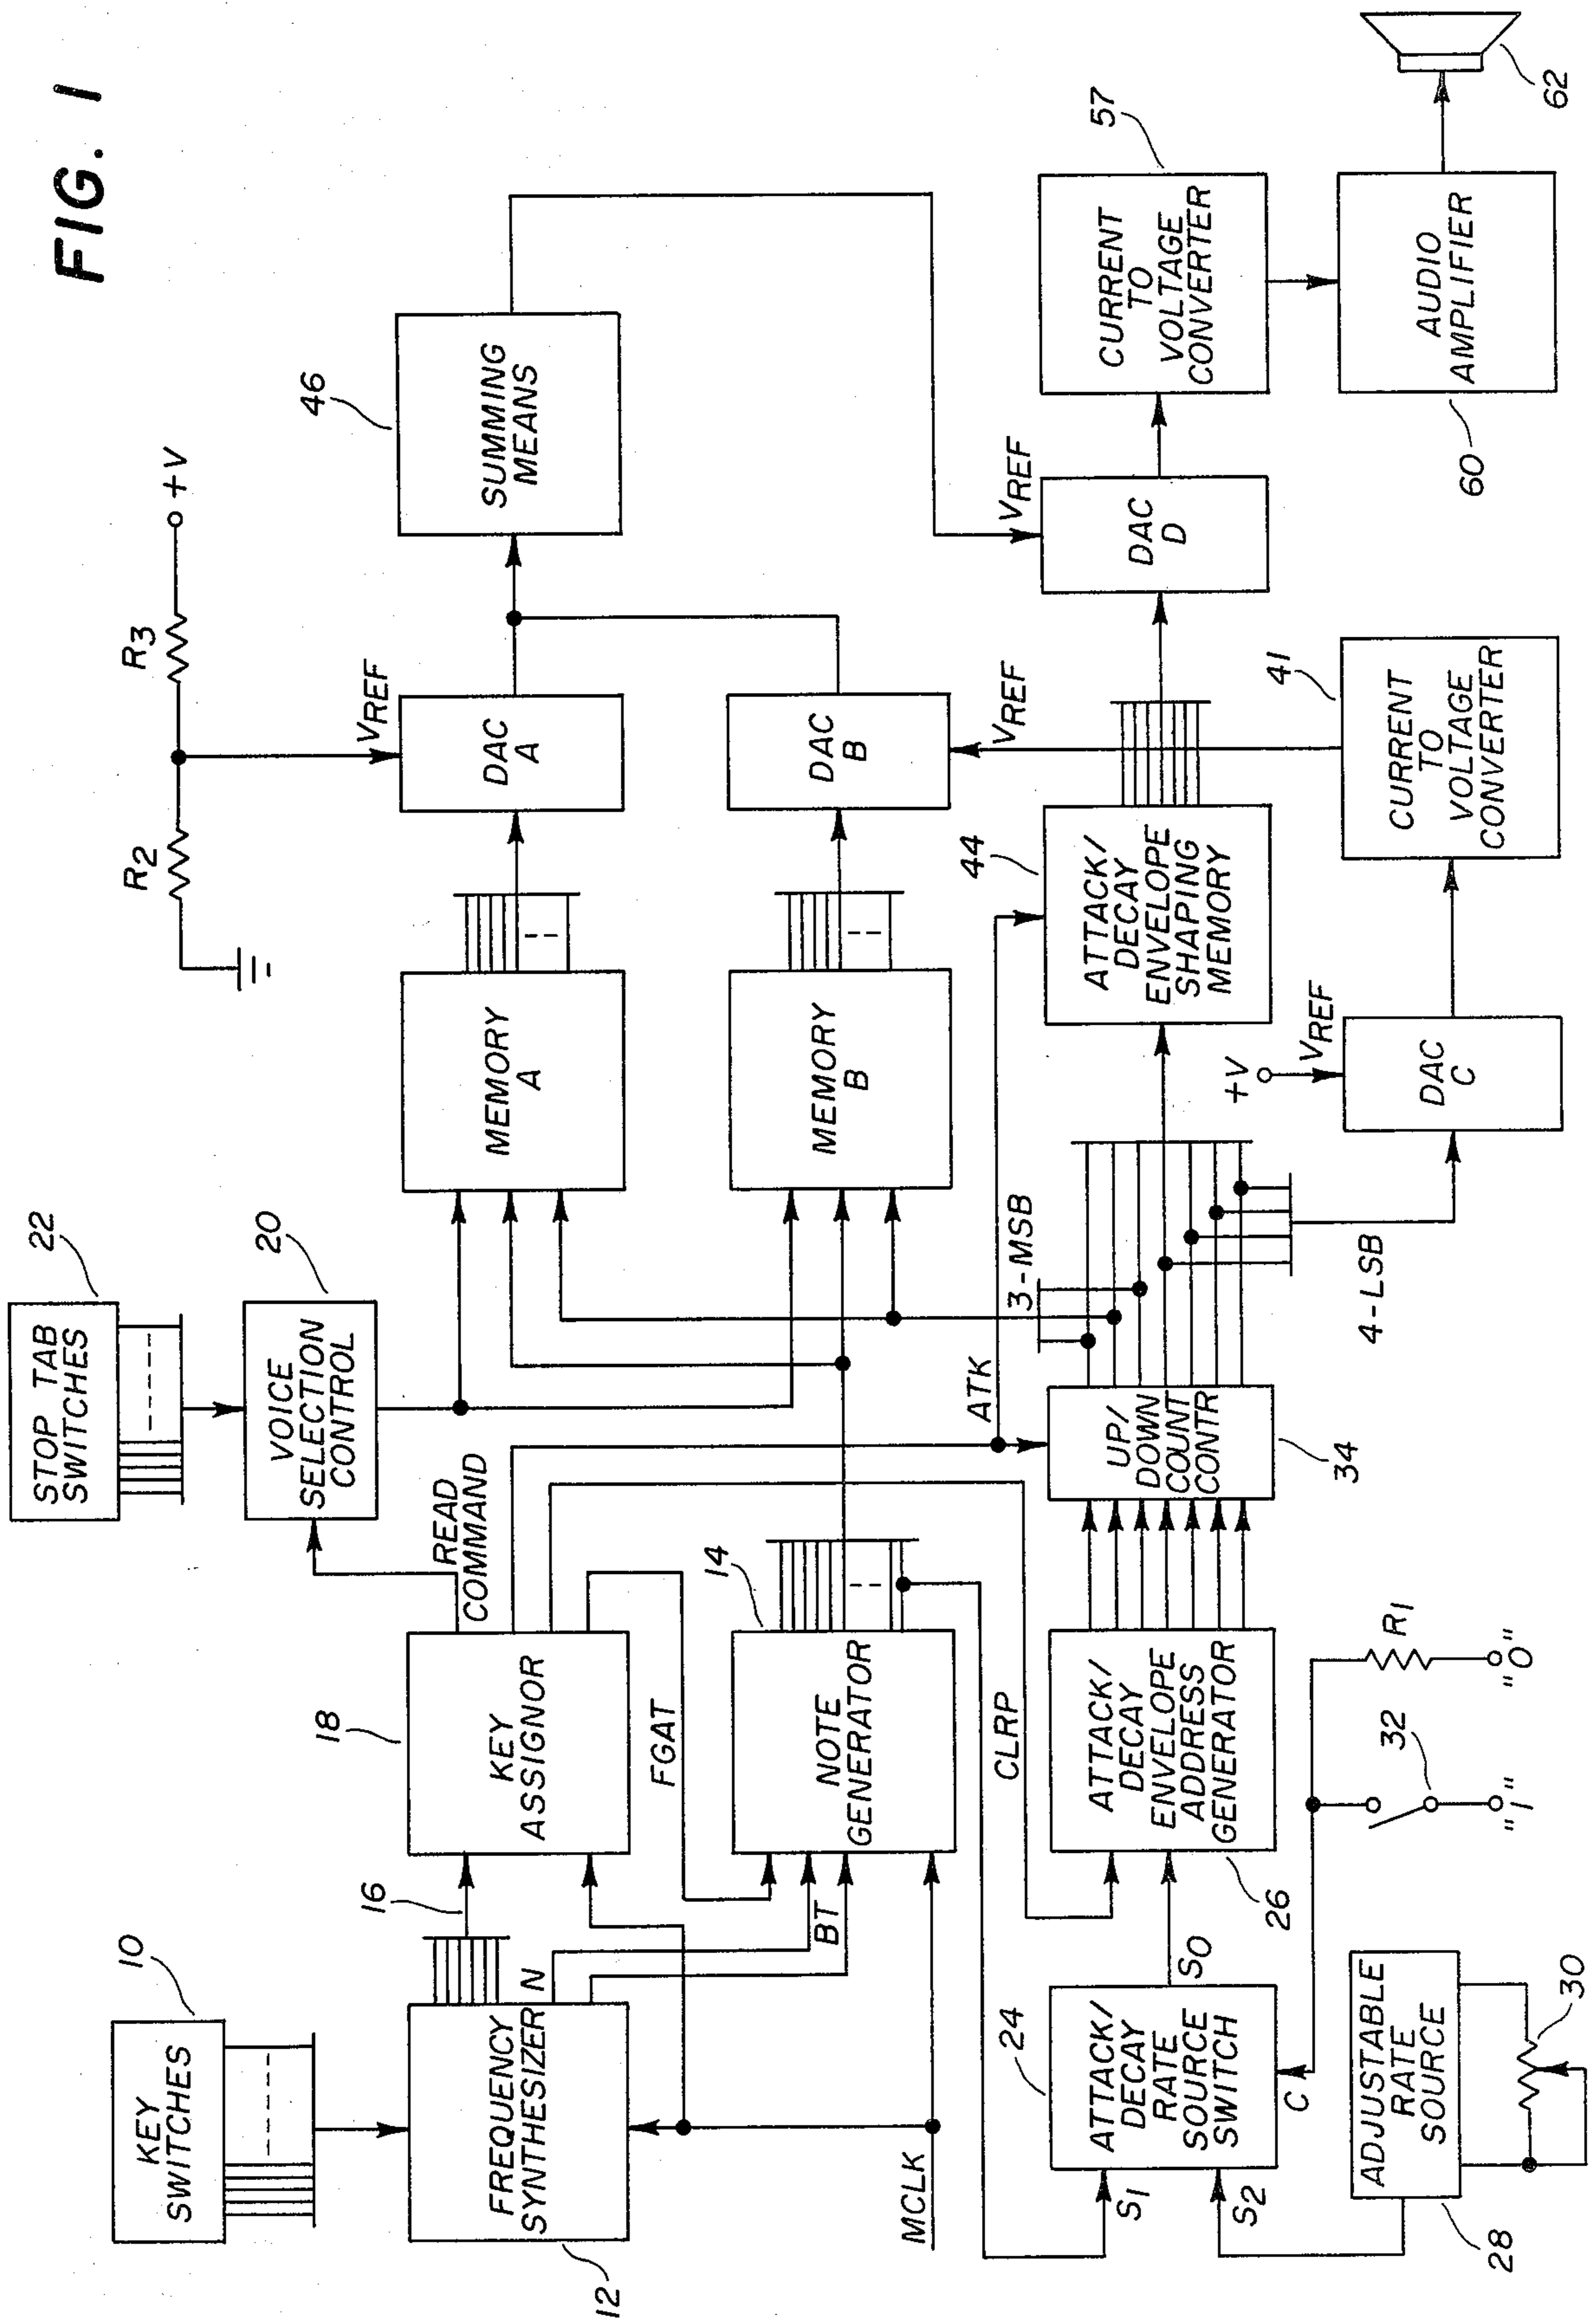 FIG. 1
KEY
SWITCHES
10
FREQUENCY
SYNTHESIZER
N
12
16
KEY
ASSIGNOR
18
READ
COMMAND
STOP TAB
SWITCHES
22
VOICE
SELECTION
CONTROL
20
MEMORY
A
DAC
A
VREF
R2
R3
+V
SUMMING
MEANS
46
FGAT
BT
MCLK
NOTE
GENERATOR
14
MEMORY
B
DAC
B
VREF
CLRP
ATK
3-MSB
4-LSB
S1
S2
S0
C
ATTACK/
DECAY
RATE
SOURCE
SWITCH
24
ATTACK/
DECAY
ENVELOPE
ADDRESS
GENERATOR
26
UP/
DOWN
COUNT
CONTR
34
ATTACK/
DECAY
ENVELOPE
SHAPING
MEMORY
44
DAC
D
VREF
CURRENT
TO
VOLTAGE
CONVERTER
57
ADJUSTABLE
RATE
SOURCE
28
30
32
"1"
R1
"0"
+V
VREF
DAC
C
CURRENT
TO
VOLTAGE
CONVERTER
41
AUDIO
AMPLIFIER
60
62